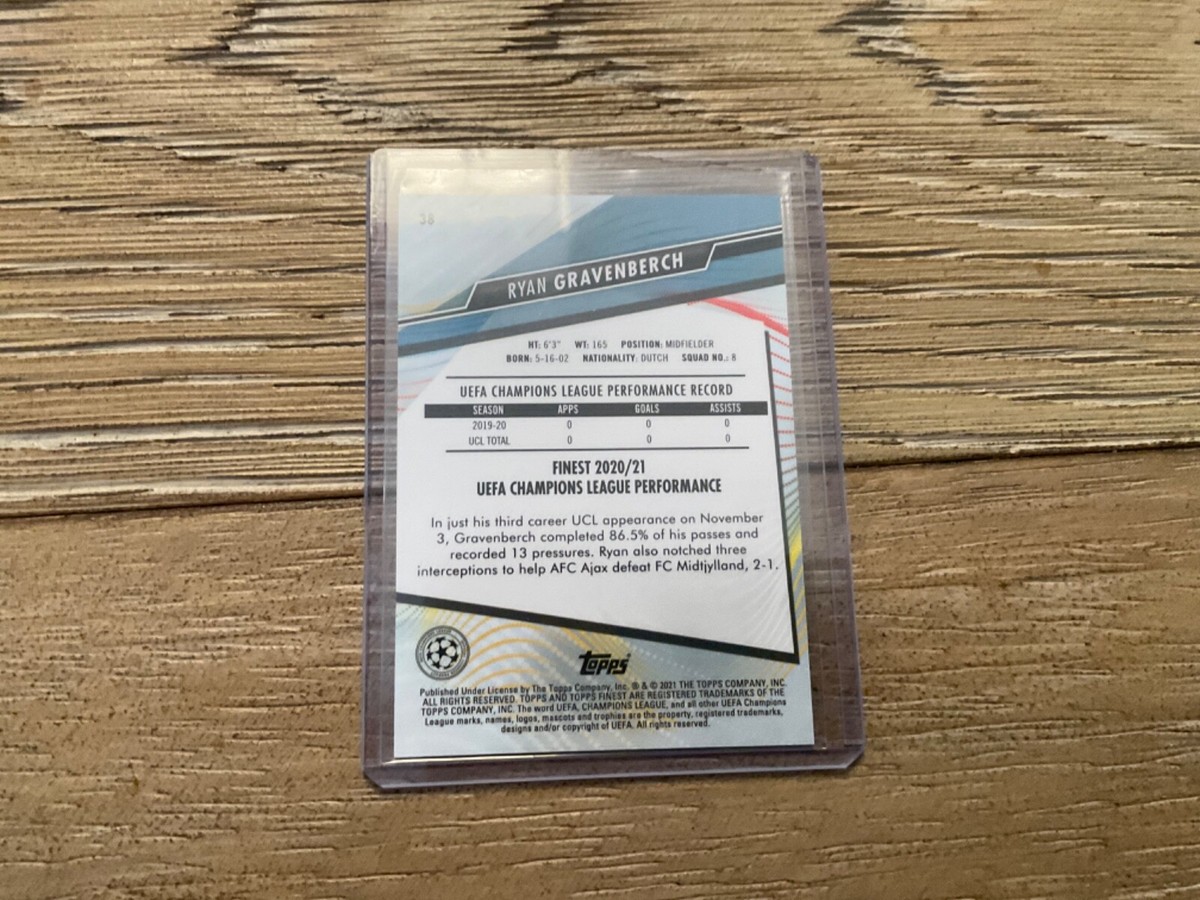 38
RYAN GRAVENBERCH
HT: 6'3" WT: 165 POSITION: MIDFIELDER
BORN: 5-16-02 NATIONALITY: DUTCH SQUAD NO.: 8
UEFA CHAMPIONS LEAGUE PERFORMANCE RECORD
SEASON APPS GOALS ASSISTS
2019-20 0 0 0
UCL TOTAL 0 0 0
FINEST 2020/21
UEFA CHAMPIONS LEAGUE PERFORMANCE
In just his third career UCL appearance on November
3, Gravenberch completed 86.5% of his passes and
recorded 13 pressures. Ryan also notched three
interceptions to help AFC Ajax defeat FC Midtjylland, 2-1.
Topps
Published Under License by The Topps Company, Inc. ® & © 2021 THE TOPPS COMPANY, INC.
ALL RIGHTS RESERVED. TOPPS AND TOPPS FINEST ARE REGISTERED TRADEMARKS OF THE
TOPPS COMPANY, INC. The word UEFA, CHAMPIONS LEAGUE, and all other UEFA Champions
League marks, names, logos, mascots and trophies are the property, registered trademarks,
designs and/or copyright of UEFA. All rights reserved.